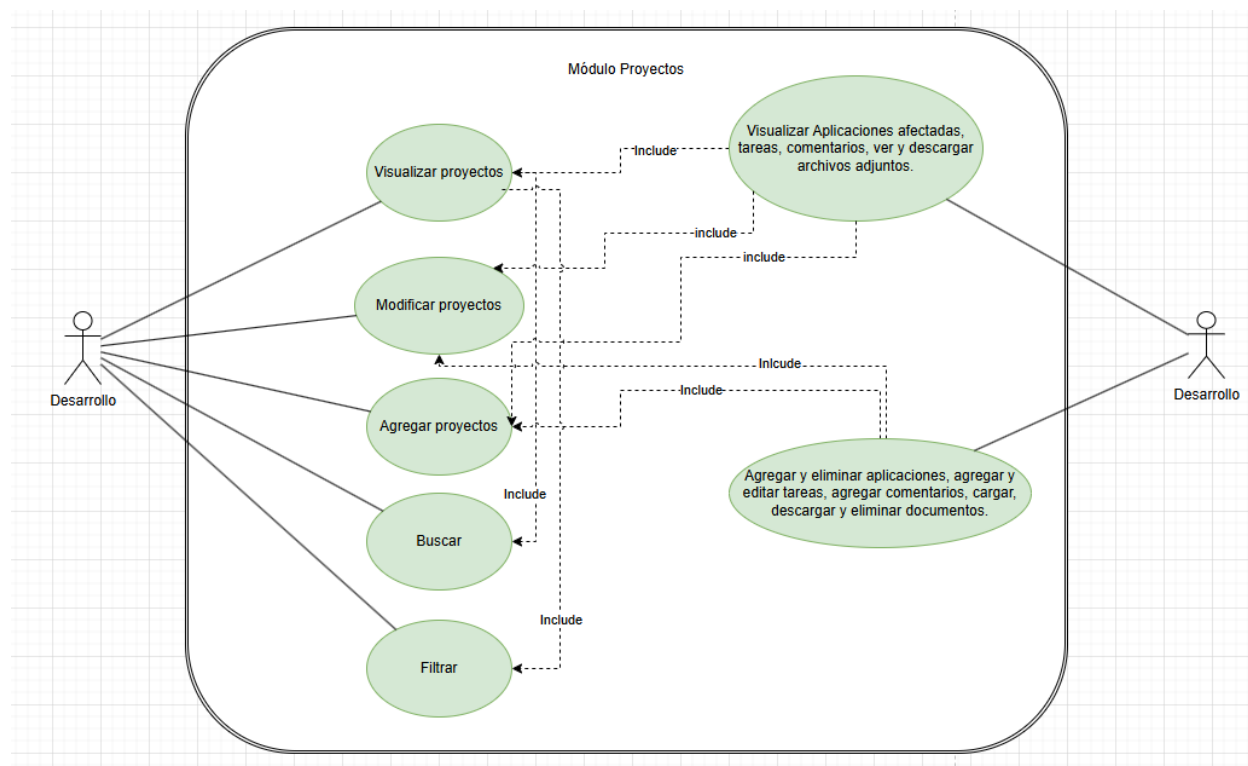 Módulo Proyectos
Visualizar proyectos
Include
Visualizar Aplicaciones afectadas,
tareas, comentarios, ver y descargar
archivos adjuntos.
include
include
Modificar proyectos
Desarrollo
Desarrollo
Inlcude
Include
Agregar proyectos
Agregar y eliminar aplicaciones, agregar y
editar tareas, agregar comentarios, cargar,
descargar y eliminar documentos.
Include
Buscar
Include
Filtrar